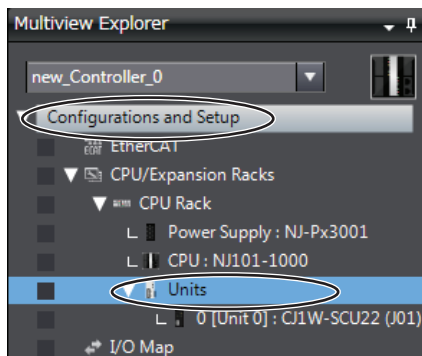 Multiview Explorer
new_Controller_0
Configurations and Setup
EtherCAT
CPU/Expansion Racks
CPU Rack
Power Supply : NJ-Px3001
CPU : NJ101-1000
Units
0 [Unit 0] : CJ1W-SCU22 (J01)
I/O Map